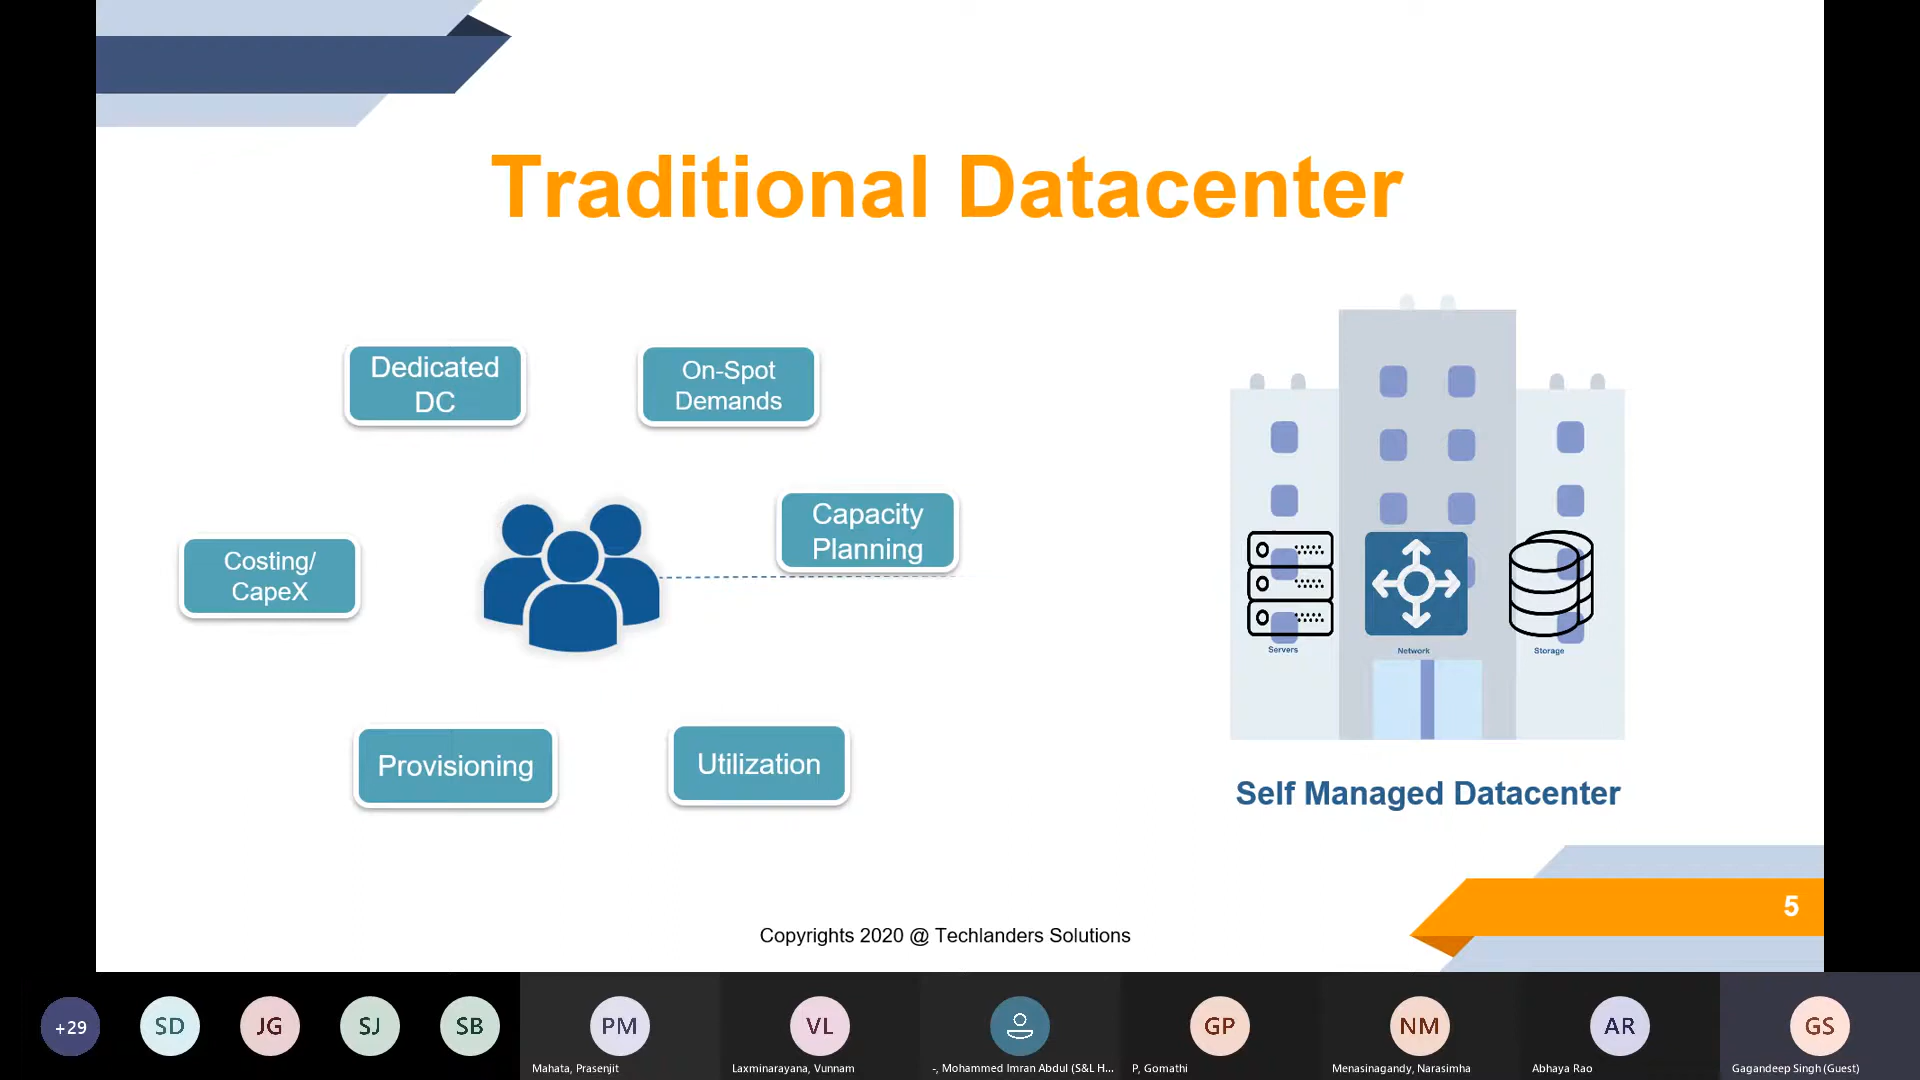 Traditional Datacenter
Dedicated
DC
On-Spot
Demands
Capacity
Planning
Costing/
CapeX
Provisioning
Utilization
Servers
Network
Storage
Self Managed Datacenter
5
Copyrights 2020 @ Techlanders Solutions
+29
SD
JG
SJ
SB
PM
Mahata, Prasenjit
VL
Laxminarayana, Vunnam
-, Mohammed Imran Abdul (S&L H...
GP
P, Gomathi
NM
Menasinagandy, Narasimha
AR
Abhaya Rao
GS
Gagandeep Singh (Guest)